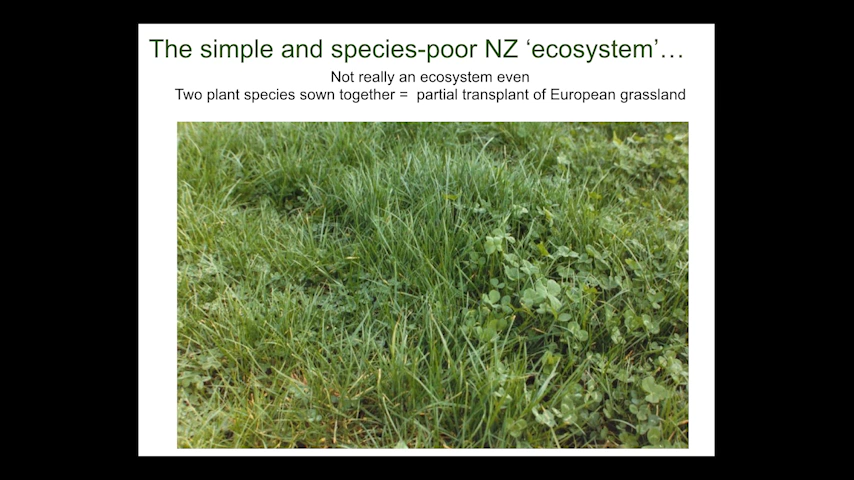 The simple and species-poor NZ ‘ecosystem’…
Not really an ecosystem even
Two plant species sown together = partial transplant of European grassland